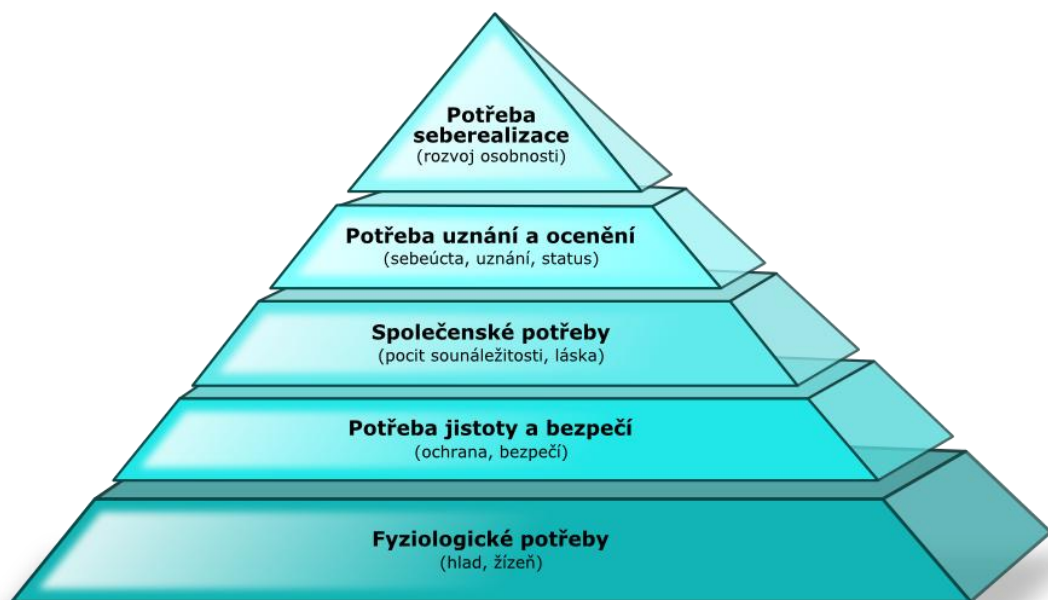 Potřeba
seberealizace
(rozvoj osobnosti)
Potřeba uznání a ocenění
(sebeúcta, uznání, status)
Společenské potřeby
(pocit sounáležitosti, láska)
Potřeba jistoty a bezpečí
(ochrana, bezpečí)
Fyziologické potřeby
(hlad, žízeň)